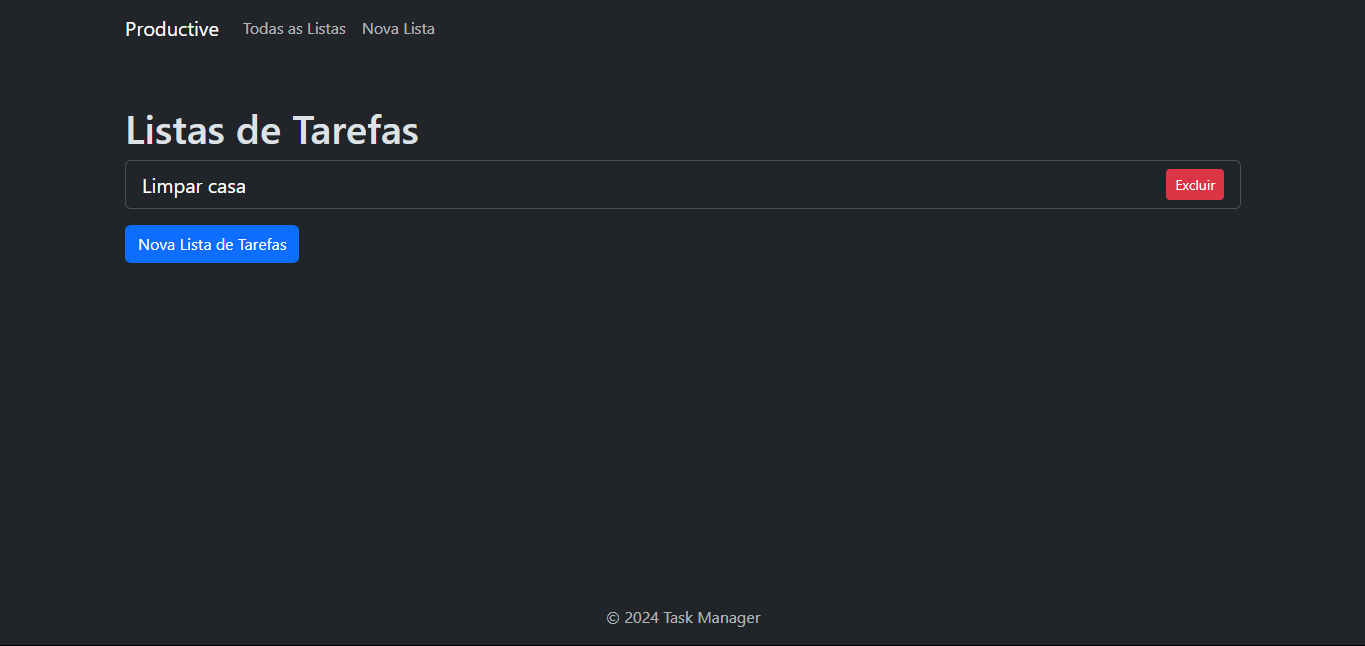 Productive Todas as Listas Nova Lista
Listas de Tarefas
Limpar casa Excluir
Nova Lista de Tarefas
© 2024 Task Manager